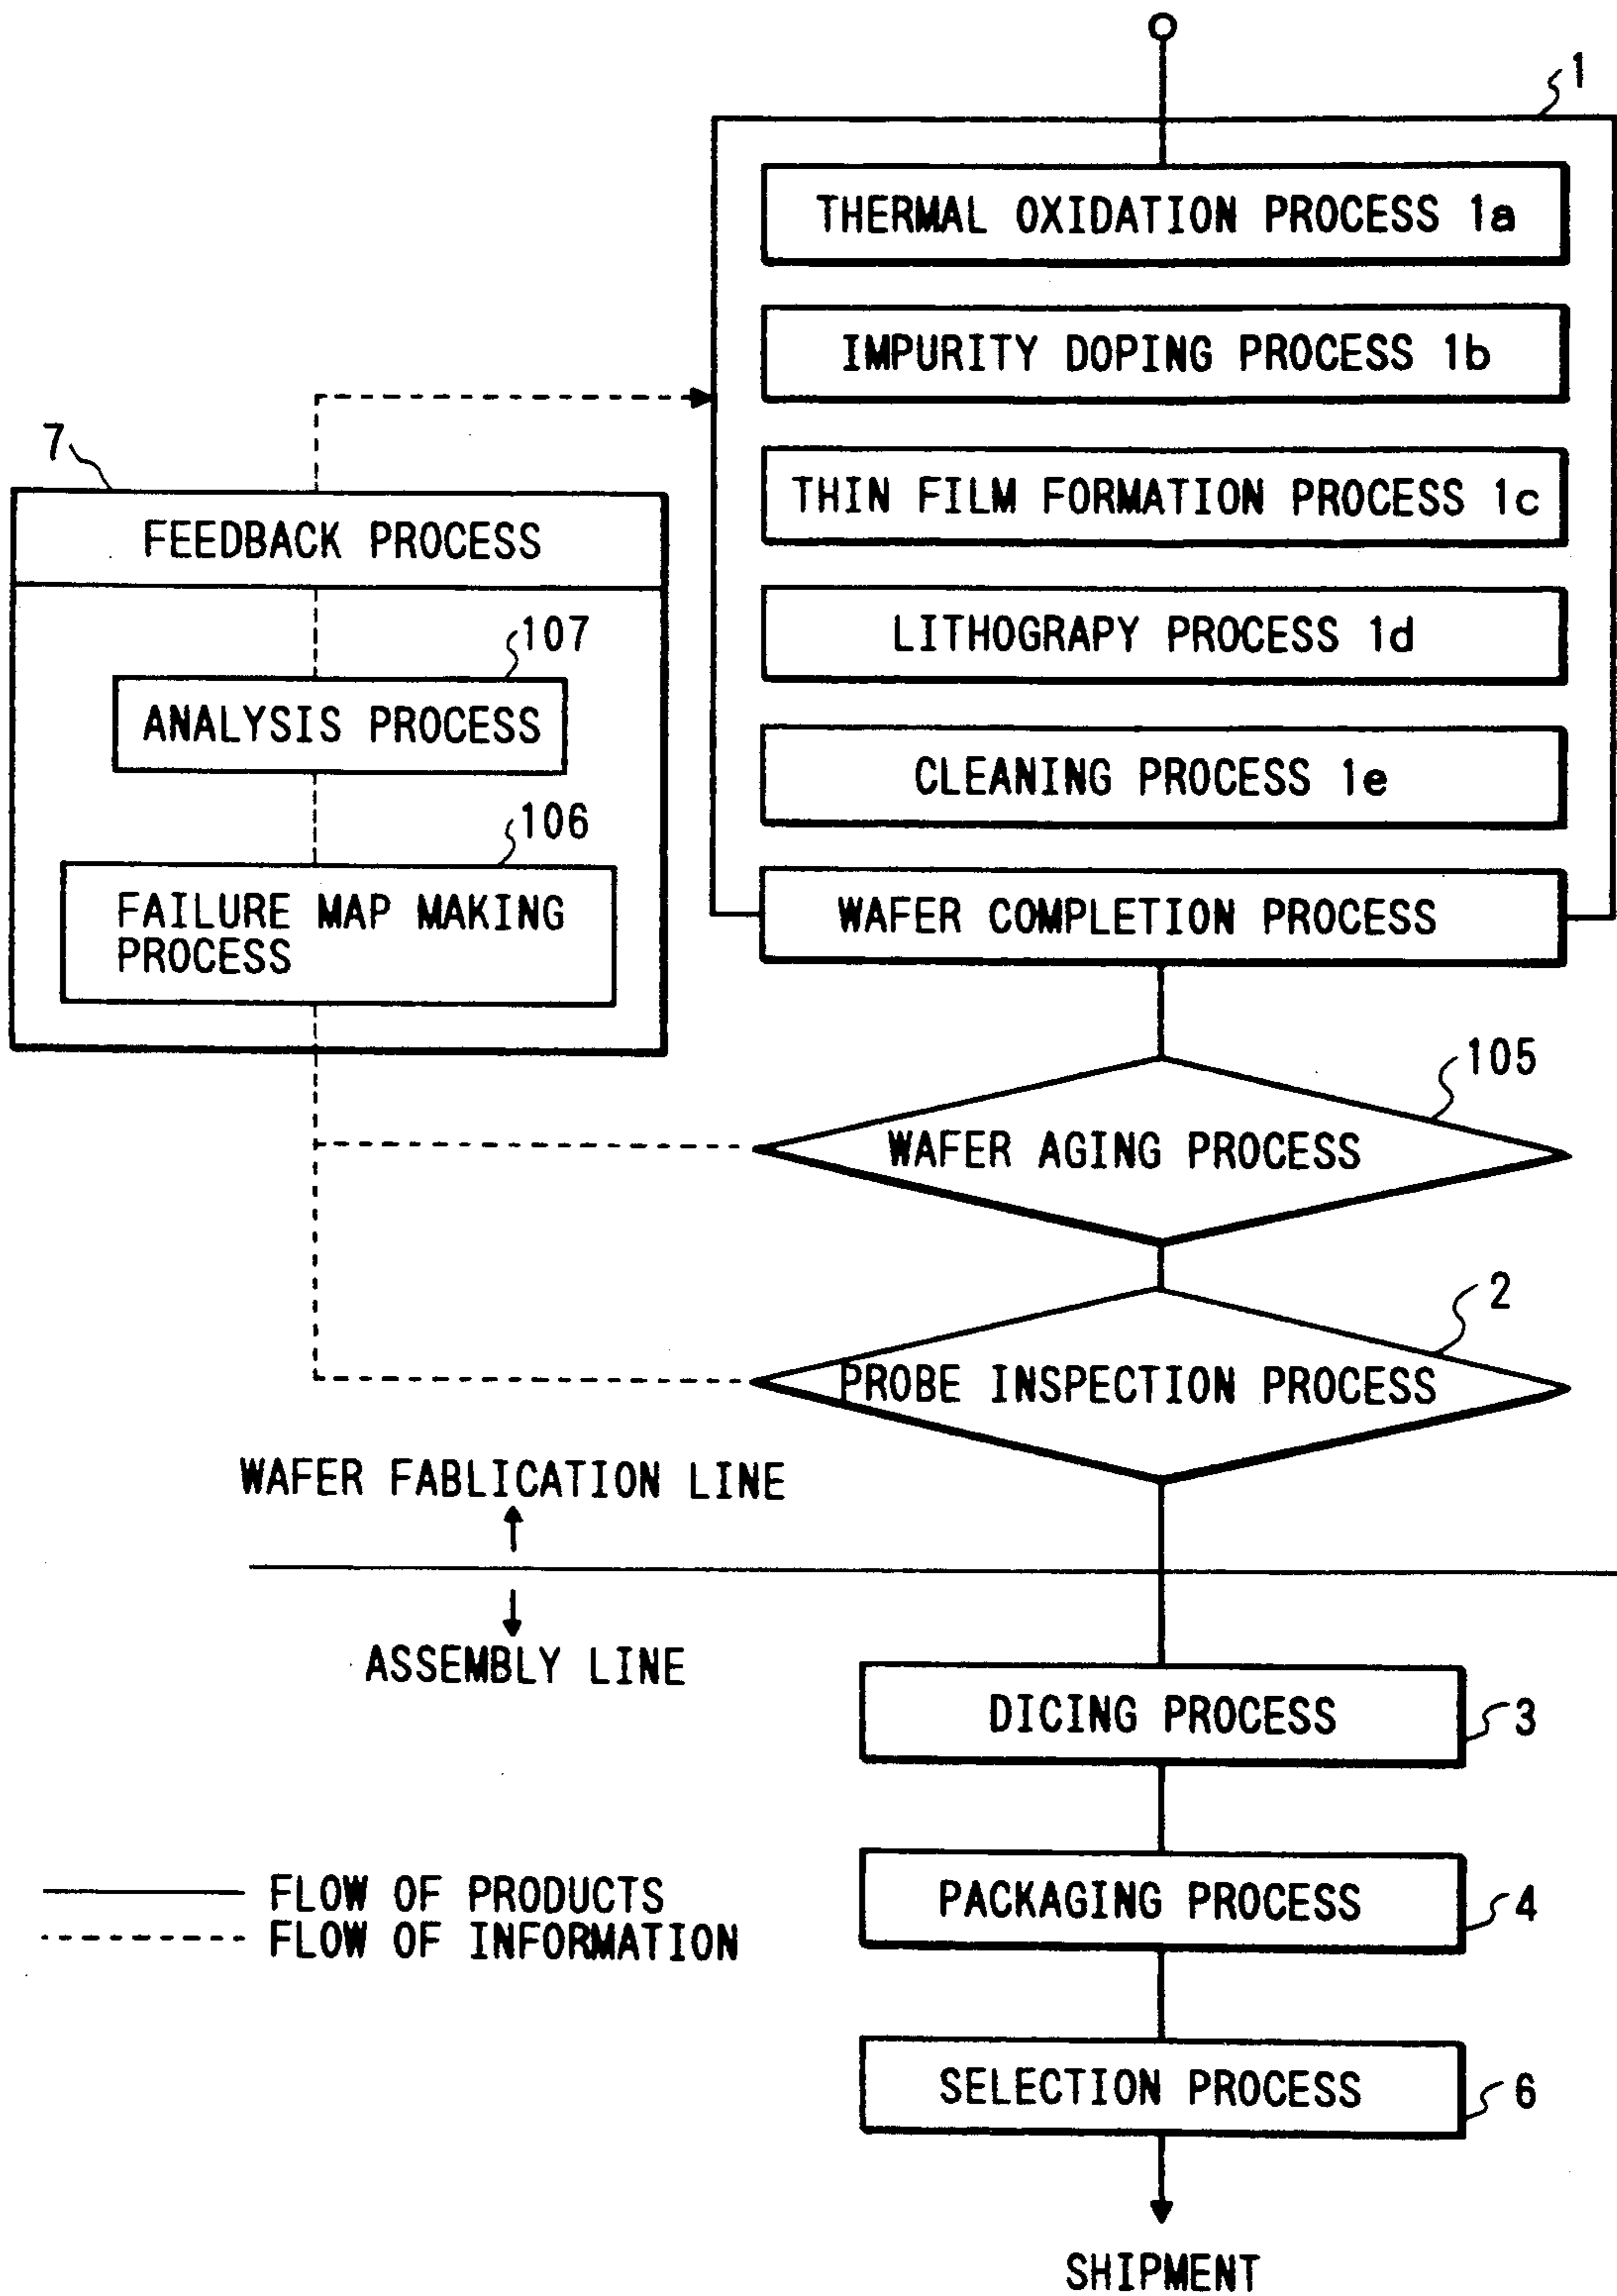 1
THERMAL OXIDATION PROCESS 1a
IMPURITY DOPING PROCESS 1b
THIN FILM FORMATION PROCESS 1c
LITHOGRAPY PROCESS 1d
CLEANING PROCESS 1e
WAFER COMPLETION PROCESS
7
FEEDBACK PROCESS
107
ANALYSIS PROCESS
106
FAILURE MAP MAKING
PROCESS
105
WAFER AGING PROCESS
2
PROBE INSPECTION PROCESS
WAFER FABLICATION LINE
ASSEMBLY LINE
DICING PROCESS
3
PACKAGING PROCESS
4
FLOW OF PRODUCTS
FLOW OF INFORMATION
SELECTION PROCESS
6
SHIPMENT